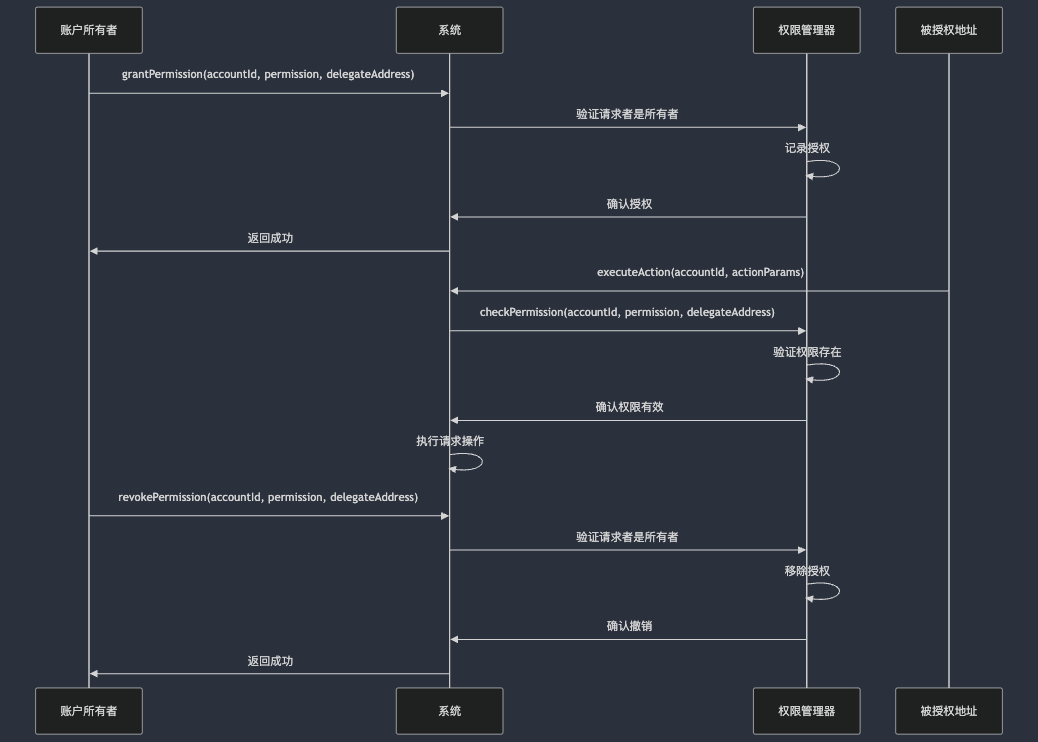 账户所有者
系统
权限管理器
被授权地址
grantPermission(accountId, permission, delegateAddress)
验证请求者是所有者
记录授权
确认授权
返回成功
executeAction(accountId, actionParams)
checkPermission(accountId, permission, delegateAddress)
验证权限存在
确认权限有效
执行请求操作
revokePermission(accountId, permission, delegateAddress)
验证请求者是所有者
移除授权
确认撤销
返回成功
账户所有者
系统
权限管理器
被授权地址